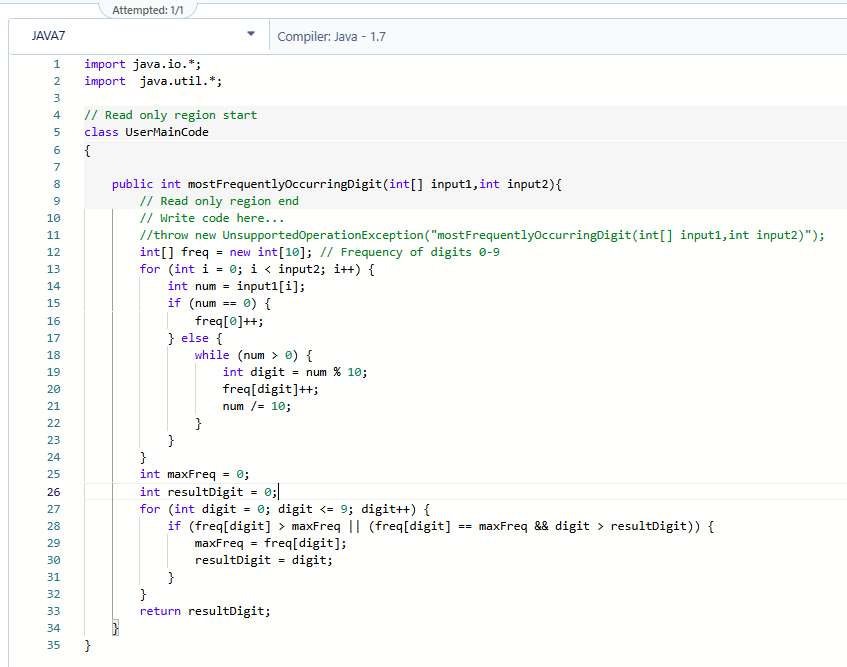 Attempted: 1/1
JAVA7 Compiler: Java - 1.7
1 import java.io.*;
2 import  java.util.*;
3
4 // Read only region start
5 class UserMainCode
6 {
7
8     public int mostFrequentlyOccurringDigit(int[] input1,int input2){
9         // Read only region end
10         // Write code here...
11         //throw new UnsupportedOperationException("mostFrequentlyOccurringDigit(int[] input1,int input2)");
12         int[] freq = new int[10]; // Frequency of digits 0-9
13         for (int i = 0; i < input2; i++) {
14             int num = input1[i];
15             if (num == 0) {
16                 freq[0]++;
17             } else {
18                 while (num > 0) {
19                     int digit = num % 10;
20                     freq[digit]++;
21                     num /= 10;
22                 }
23             }
24         }
25         int maxFreq = 0;
26         int resultDigit = 0;
27         for (int digit = 0; digit <= 9; digit++) {
28             if (freq[digit] > maxFreq || (freq[digit] == maxFreq && digit > resultDigit)) {
29                 maxFreq = freq[digit];
30                 resultDigit = digit;
31             }
32         }
33         return resultDigit;
34     }
35 }